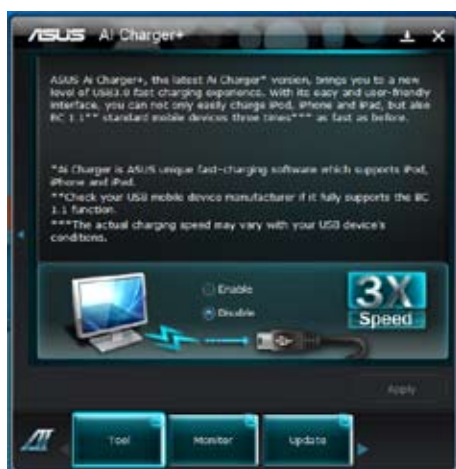 ASUS AI Charger+
ASUS Ai Charger+, the latest Ai Charger* version, brings you to a new
level of USB3.0 fast charging experience. With its easy and user-friendly
interface, you can not only easily charge iPod, iPhone and iPad, but also
BC 1.1** standard mobile devices three times*** as fast as before.
*Ai Charger is ASUS unique fast-charging software which supports iPod,
iPhone and iPad.
**Check your USB mobile device manufacturer if it fully supports the BC
1.1 function.
***The actual charging speed may vary with your USB device's
conditions.
Enable
Disable
3X
Speed
Apply
Tool
Monitor
Update